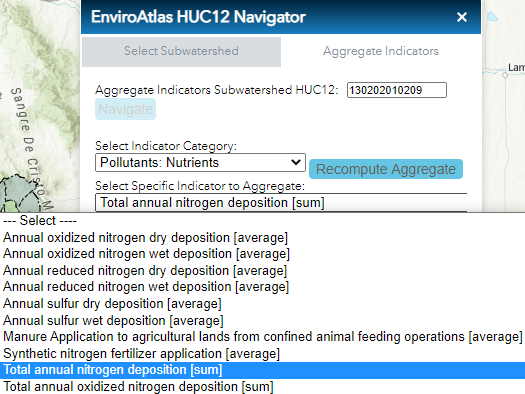 EnviroAtlas HUC12 Navigator ×
Select Subwatershed Aggregate Indicators
Aggregate Indicators Subwatershed HUC12: 130202010209
Navigate
Select Indicator Category:
Pollutants: Nutrients Recompute Aggregate
Select Specific Indicator to Aggregate:
Total annual nitrogen deposition [sum]
--- Select ----
Annual oxidized nitrogen dry deposition [average]
Annual oxidized nitrogen wet deposition [average]
Annual reduced nitrogen dry deposition [average]
Annual reduced nitrogen wet deposition [average]
Annual sulfur dry deposition [average]
Annual sulfur wet deposition [average]
Manure Application to agricultural lands from confined animal feeding operations [average]
Synthetic nitrogen fertilizer application [average]
Total annual nitrogen deposition [sum]
Total annual oxidized nitrogen deposition [sum]
Sangre De Cristo M
Lam